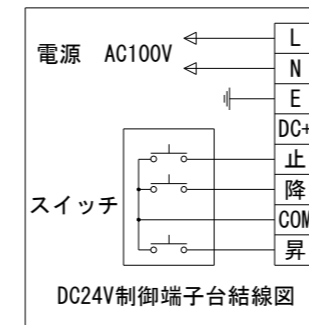 電源 AC100V
L
N
E
DC+
止
降
COM
昇
スイッチ
DC24V制御端子台結線図